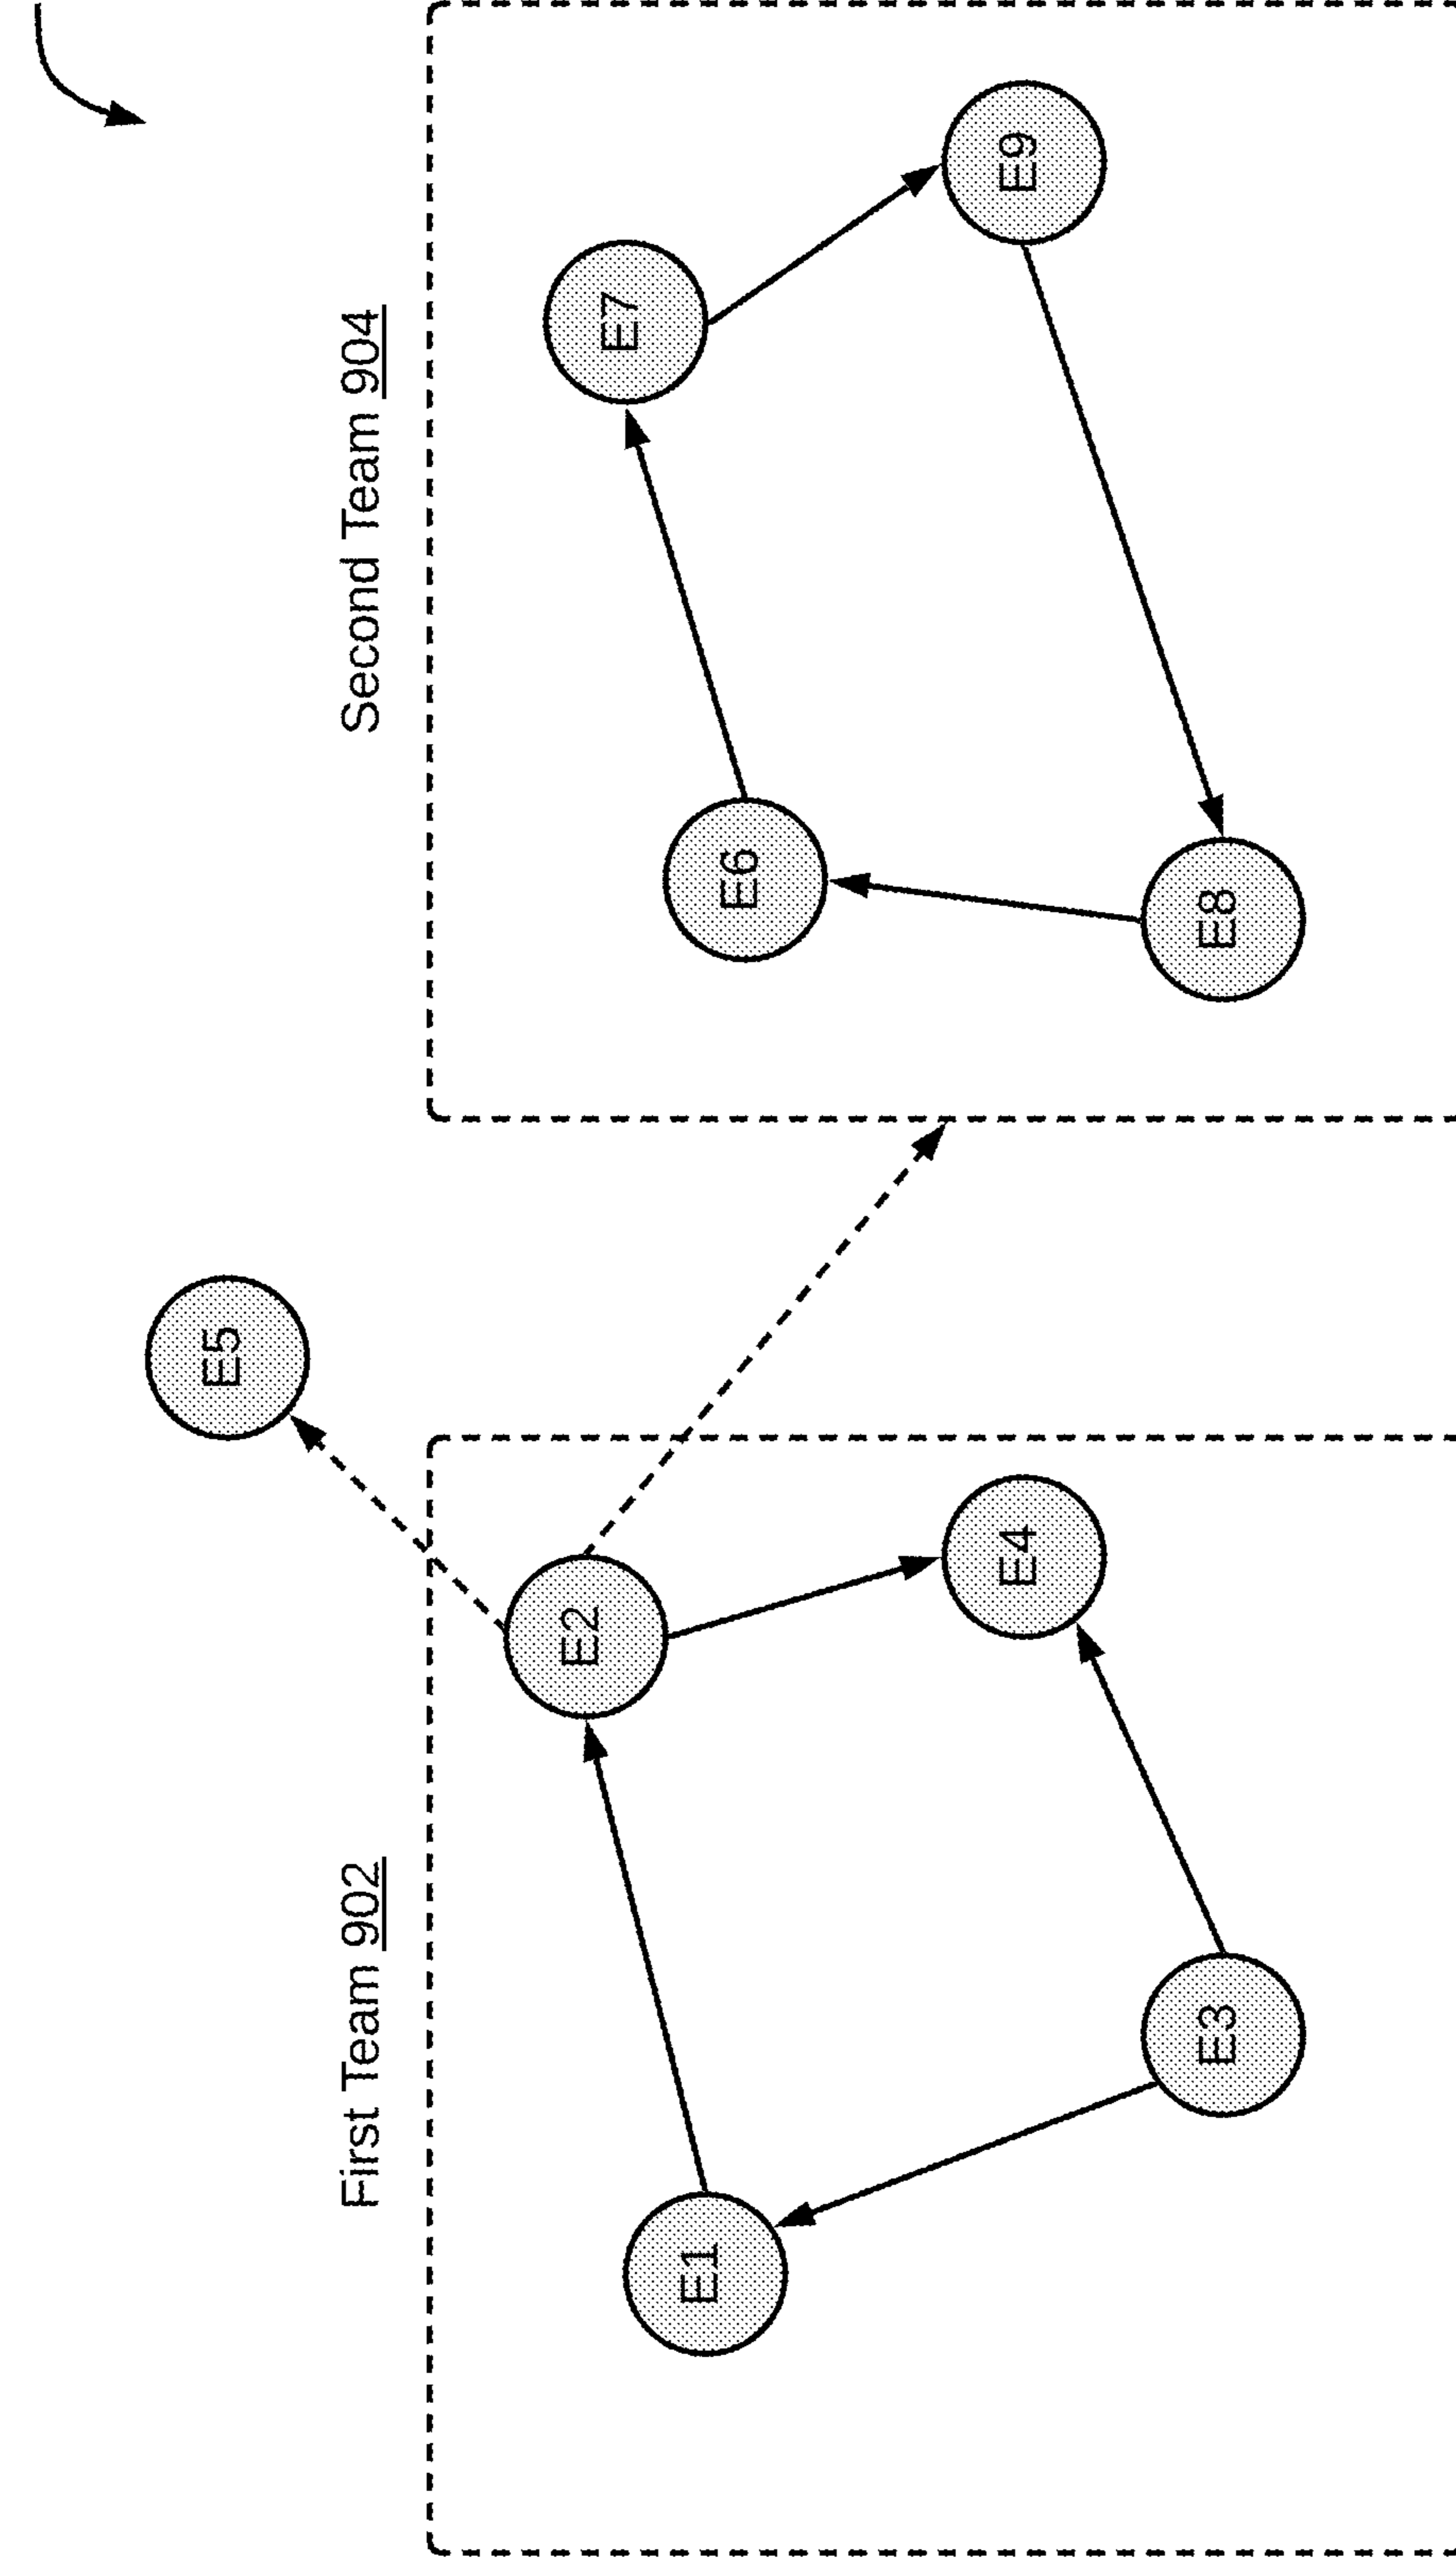 First Team 902
Second Team 904
E5
E2
E7
E1
E6
E4
E9
E3
E8